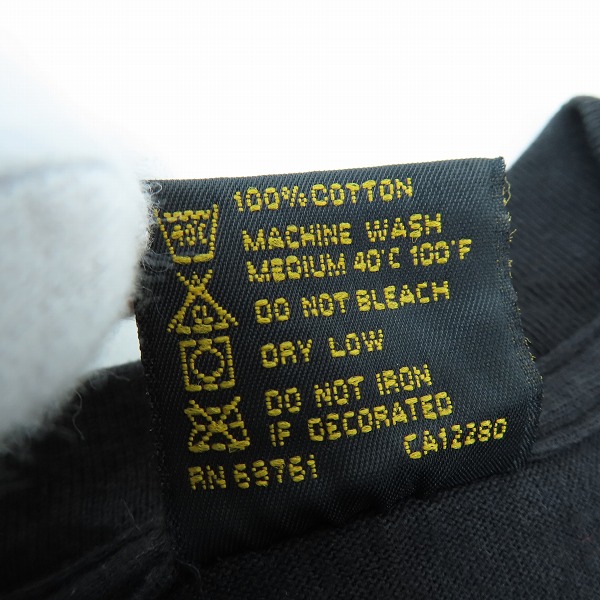 100% COTTON
MACHINE WASH
MEDIUM 40°C 100°F
DO NOT BLEACH
DRY LOW
DO NOT IRON
IF DECORATED
RN 63761 CA12280